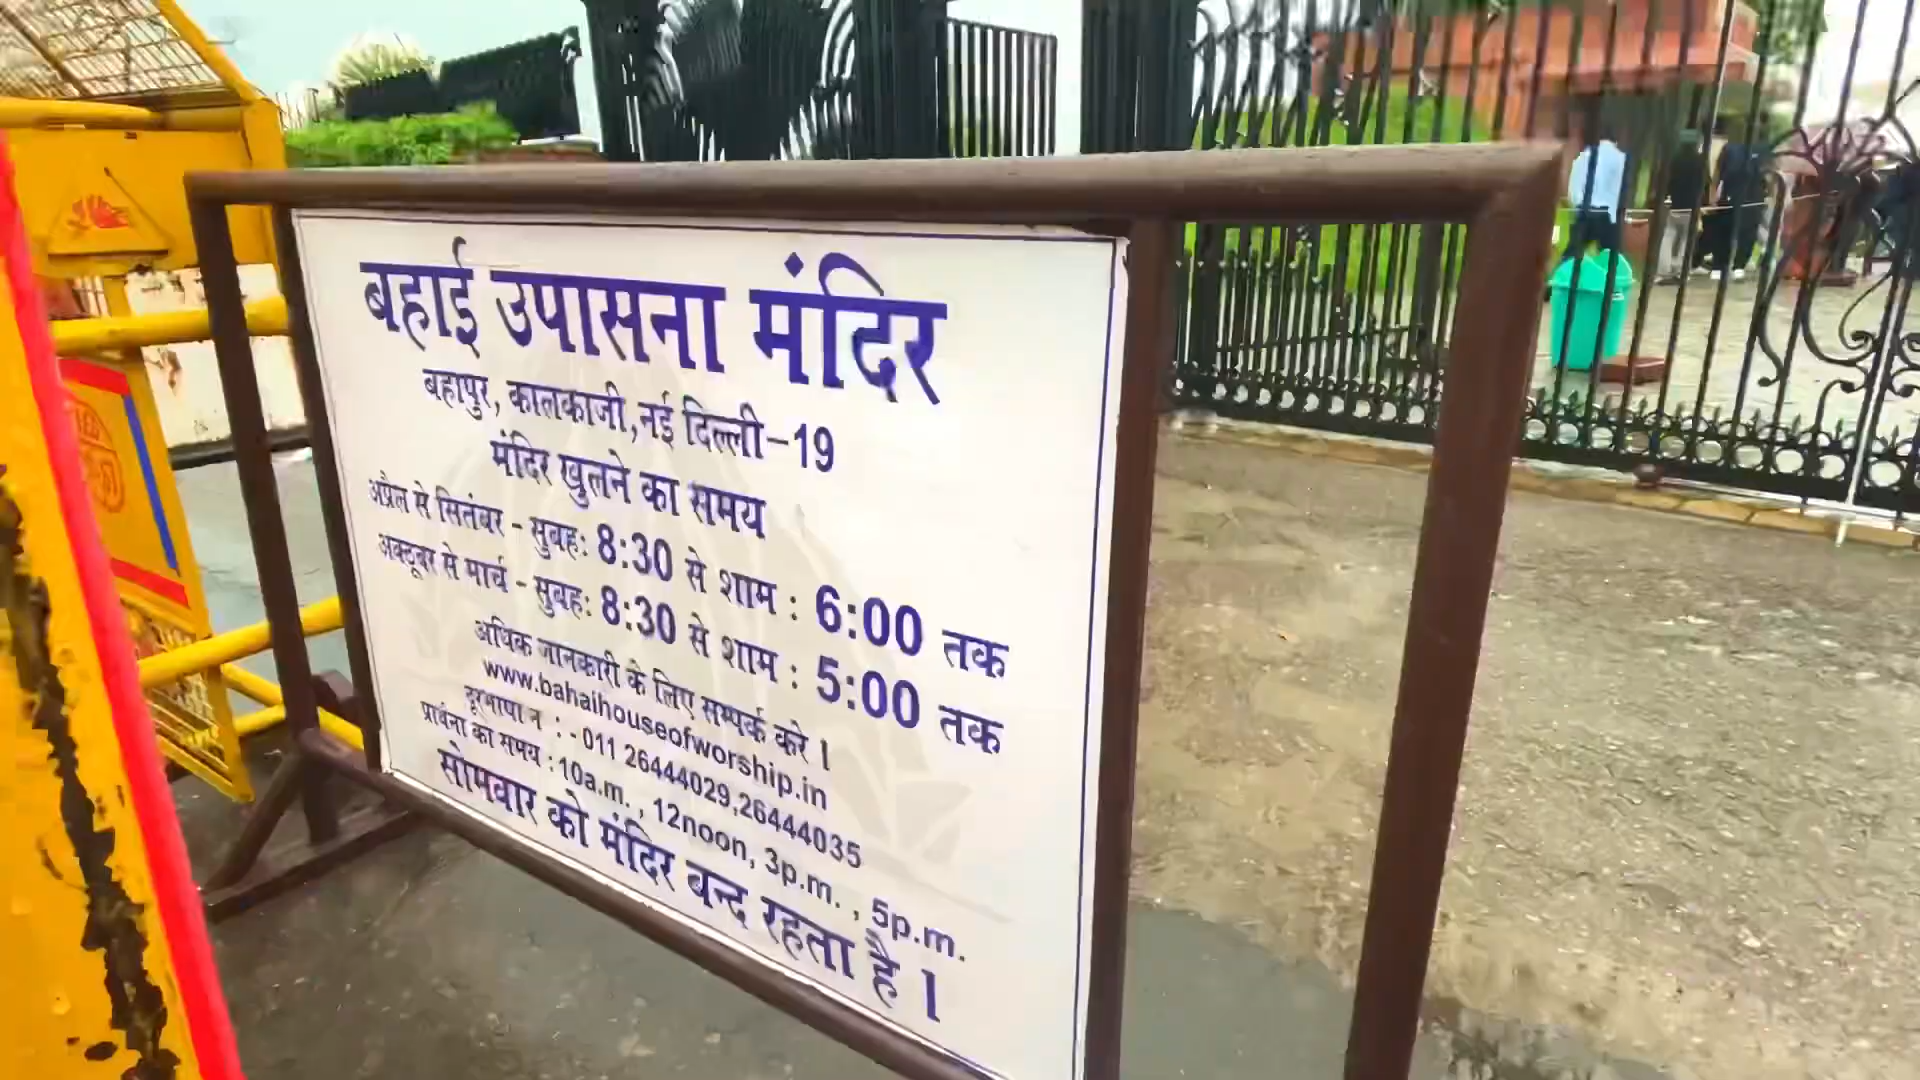 बहाई उपासना मंदिर
बहापुर, कालकाजी,नई दिल्ली-19
मंदिर खुलने का समय
अप्रैल से सितंबर - सुबह: 8:30 से शाम : 6:00 तक
अक्टूबर से मार्च - सुबह: 8:30 से शाम : 5:00 तक
अधिक जानकारी के लिए सम्पर्क करे ।
www.bahaihouseofworship.in
दूरभाषा न : - 011 26444029,26444035
प्रार्थना का समय : 10a.m. , 12noon, 3p.m. , 5p.m.
सोमवार को मंदिर बन्द रहता है ।